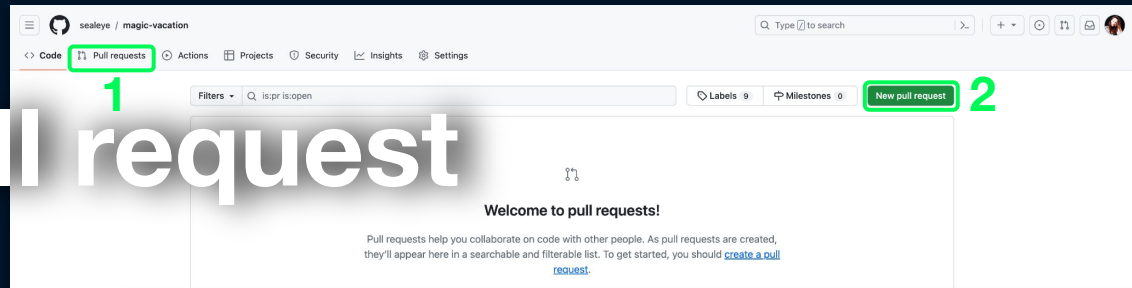 sealeye / magic-vacation
Type / to search
<> Code Pull requests Actions Projects Security Insights Settings
1
Filters is:pr is:open
Labels 9 Milestones 0 New pull request 2
ll request
Welcome to pull requests!
Pull requests help you collaborate on code with other people. As pull requests are created,
they'll appear here in a searchable and filterable list. To get started, you should create a pull
request.